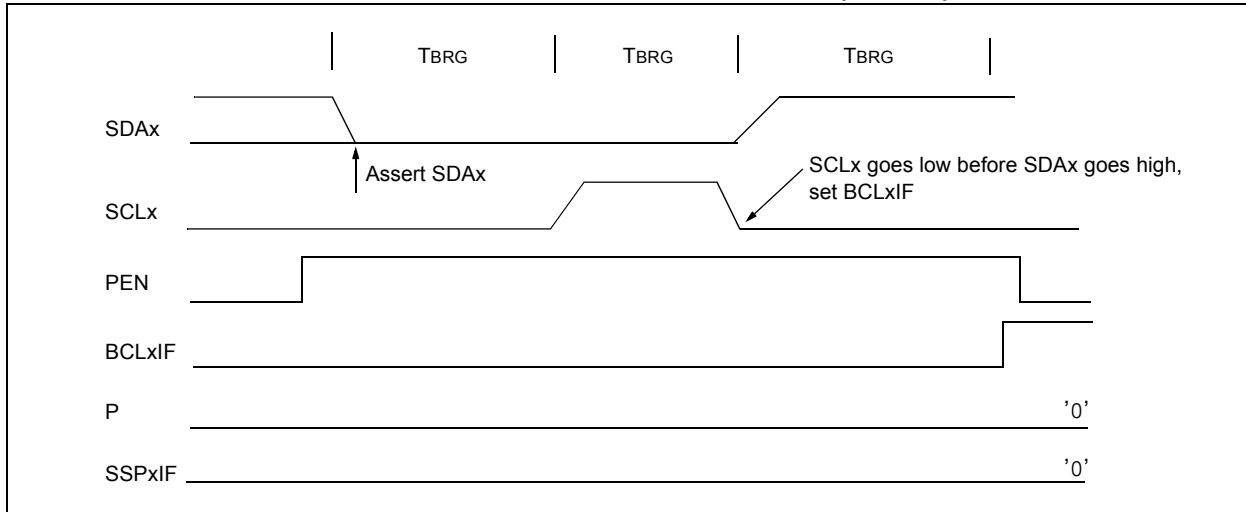 TBRG TBRG TBRG
SDAx
Assert SDAx
SCLx goes low before SDAx goes high,
set BCLxIF
SCLx
PEN
BCLxIF
P
'0'
SSPxIF
'0'